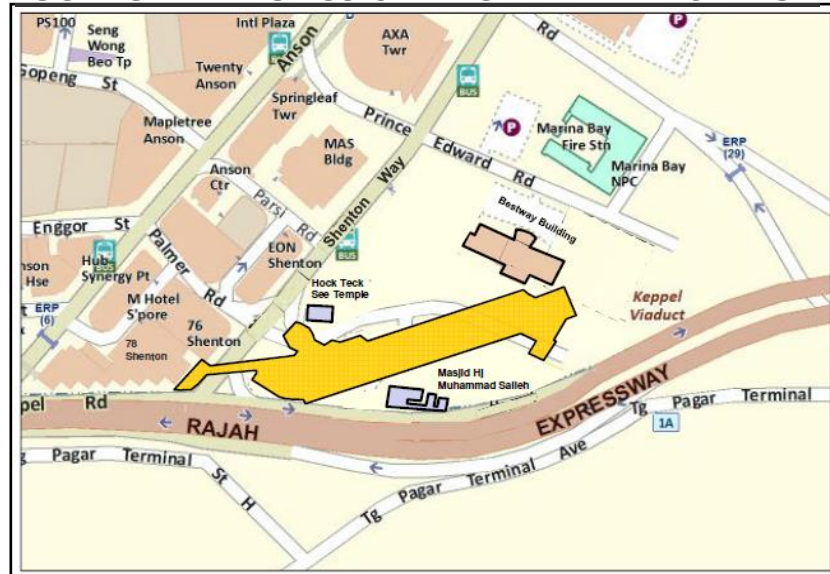 PS100
Seng
Wong
Beo Tp
Intl Plaza
BUS
AXA
Twr
Rd
P
Gopeng St
Twenty
Anson
Anson
Springleaf
Twr
BUS
Prince Edward Rd
P
Marina Bay
Fire Stn
ERP
(29)
Mapletree
Anson
MAS
Bldg
Marina Bay
NPC
Anson
Ctr
Parsi Rd
Shenton Way
Bestway Building
Enggor St
BUS
EON
Shenton
BUS
Hub
Synergy Pt
Palmer Rd
Hock Teck
See Temple
Keppel
Viaduct
ERP
(6)
M Hotel
S'pore
76
Shenton
78
Shenton
Masjid Hj
Muhammad Salleh
Rd
RAJAH
EXPRESSWAY
Tg Pagar Terminal
1A
Pagar Terminal
St H
Tg Pagar Terminal Ave